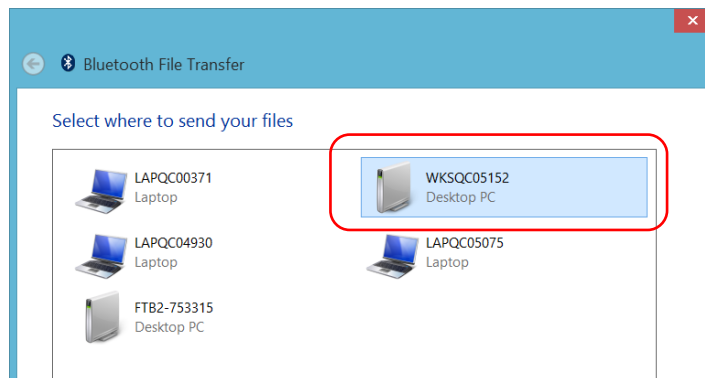 Bluetooth File Transfer
Select where to send your files
LAPQC00371
Laptop
WKSQC05152
Desktop PC
LAPQC04930
Laptop
LAPQC05075
Laptop
FTB2-753315
Desktop PC